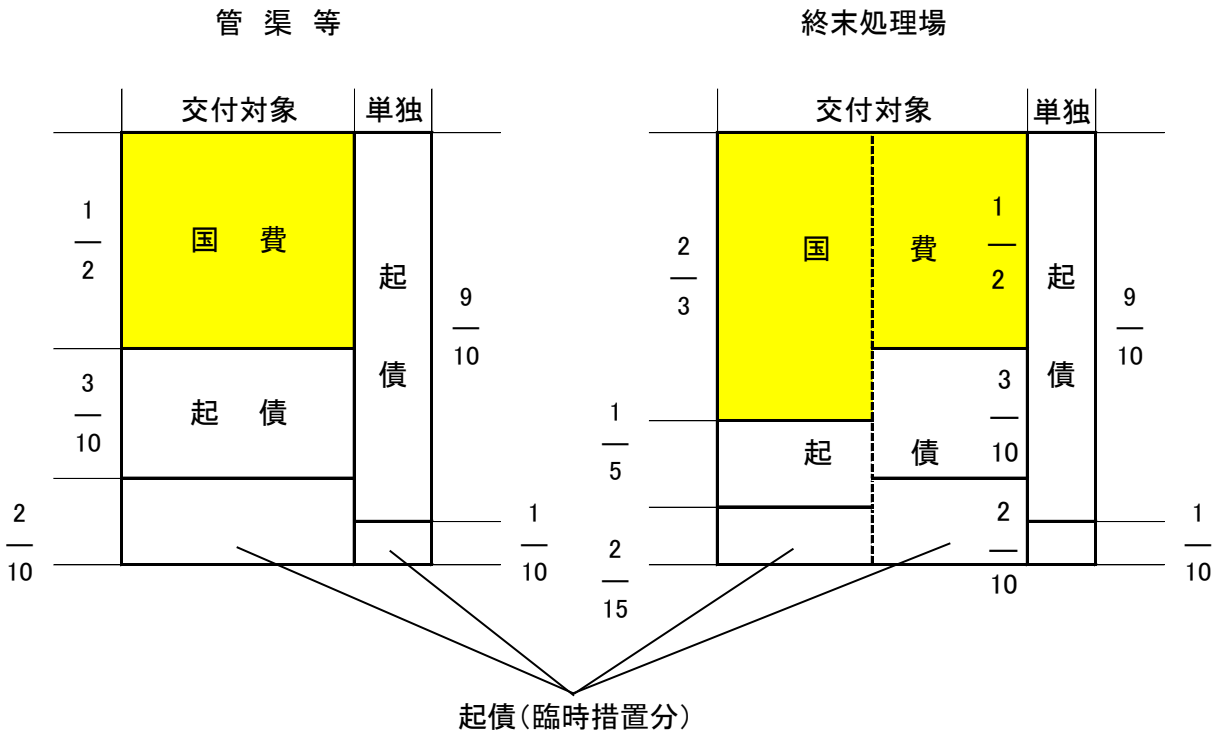 管 渠 等
交付対象 単独
1/2
国 費
起債
9/10
3/10
起 債
2/10
1/10
終末処理場
交付対象 単独
2/3
国 費
1/2
起債
9/10
1/5
起 債
3/10
2/15
2/10
1/10
起債(臨時措置分)